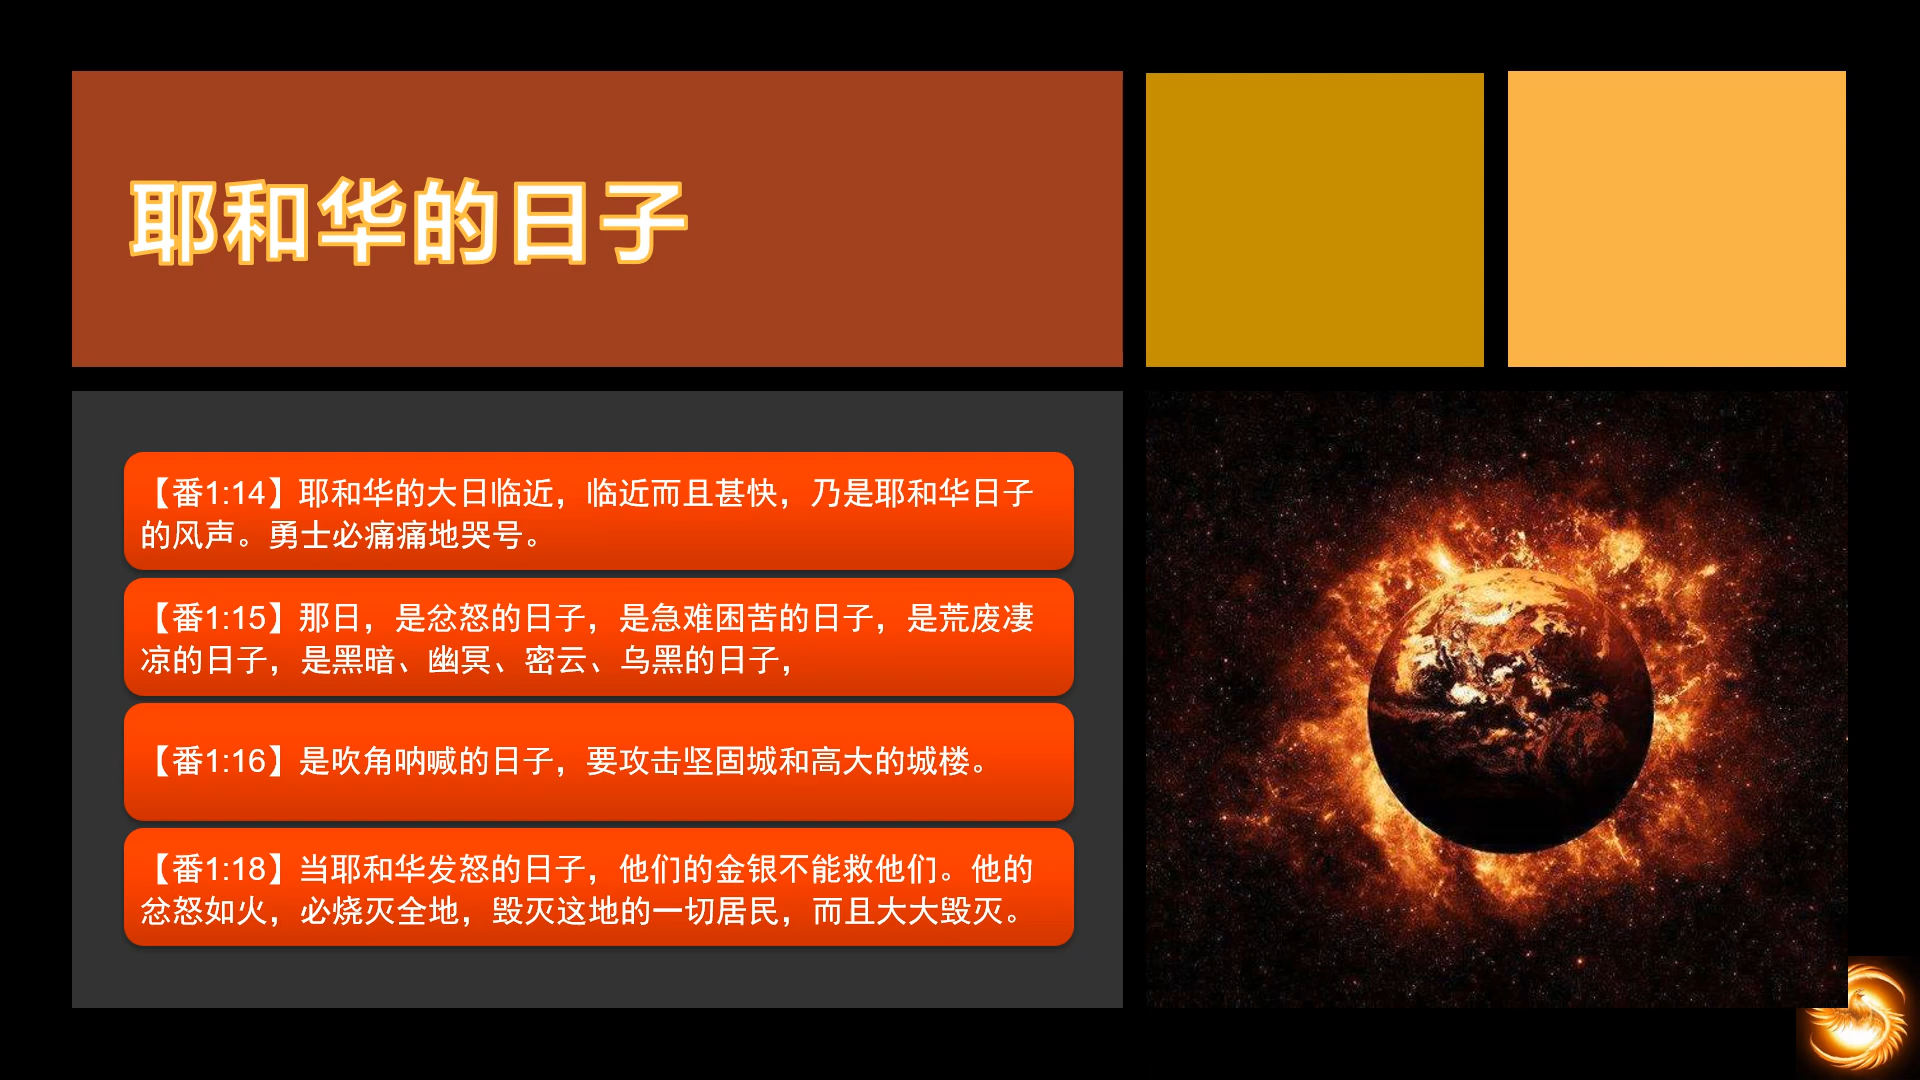 耶和华的日子
【番1:14】耶和华的大日临近，临近而且甚快，乃是耶和华日子
的风声。勇士必痛痛地哭号。
【番1:15】那日，是忿怒的日子，是急难困苦的日子，是荒废凄
凉的日子，是黑暗、幽冥、密云、乌黑的日子，
【番1:16】是吹角呐喊的日子，要攻击坚固城和高大的城楼。
【番1:18】当耶和华发怒的日子，他们的金银不能救他们。他的
忿怒如火，必烧灭全地，毁灭这地的一切居民，而且大大毁灭。